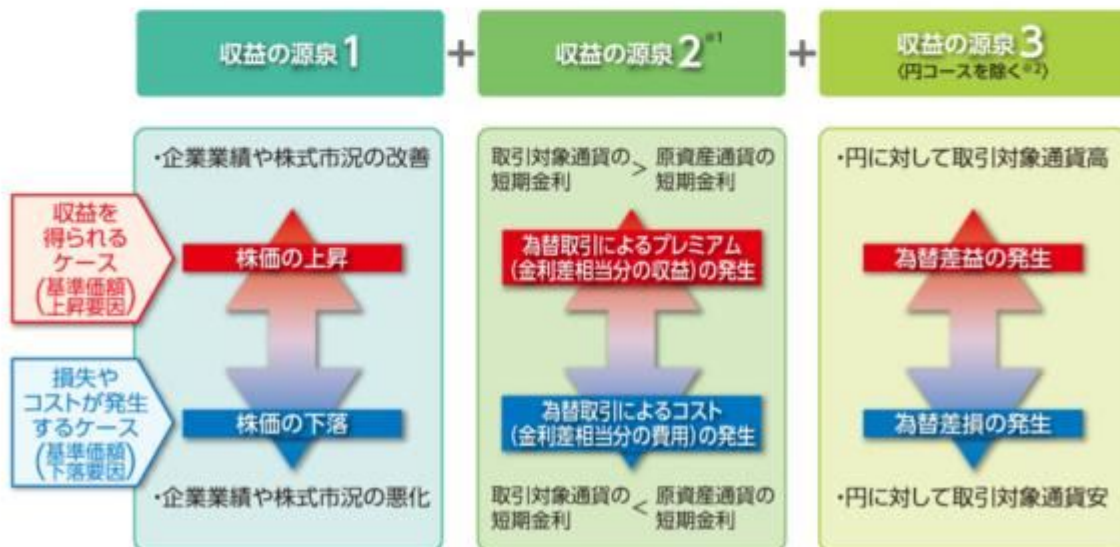 収益の源泉1
+
収益の源泉2※1
+
収益の源泉3
〈円コースを除く※2〉
収益を
得られる
ケース
(基準価額
上昇要因)
損失や
コストが発生
するケース
(基準価額
下落要因)
・企業業績や株式市況の改善
株価の上昇
株価の下落
・企業業績や株式市況の悪化
取引対象通貨の > 原資産通貨の
短期金利 短期金利
為替取引によるプレミアム
(金利差相当分の収益)の発生
為替取引によるコスト
(金利差相当分の費用)の発生
取引対象通貨の < 原資産通貨の
短期金利 短期金利
・円に対して取引対象通貨高
為替差益の発生
為替差損の発生
・円に対して取引対象通貨安